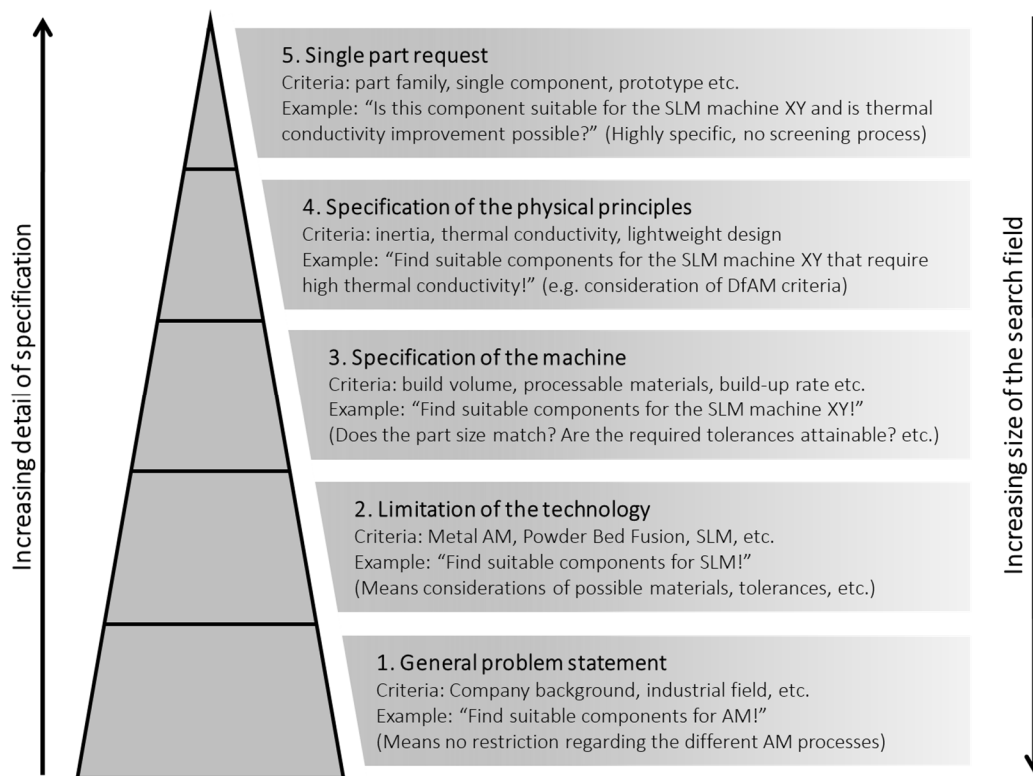 Increasing detail of specification
5. Single part request
Criteria: part family, single component, prototype etc.
Example: “Is this component suitable for the SLM machine XY and is thermal
conductivity improvement possible?” (Highly specific, no screening process)
4. Specification of the physical principles
Criteria: inertia, thermal conductivity, lightweight design
Example: “Find suitable components for the SLM machine XY that require
high thermal conductivity!” (e.g. consideration of DfAM criteria)
3. Specification of the machine
Criteria: build volume, processable materials, build-up rate etc.
Example: “Find suitable components for the SLM machine XY!”
(Does the part size match? Are the required tolerances attainable? etc.)
2. Limitation of the technology
Criteria: Metal AM, Powder Bed Fusion, SLM, etc.
Example: “Find suitable components for SLM!”
(Means considerations of possible materials, tolerances, etc.)
1. General problem statement
Criteria: Company background, industrial field, etc.
Example: “Find suitable components for AM!”
(Means no restriction regarding the different AM processes)
Increasing size of the search field